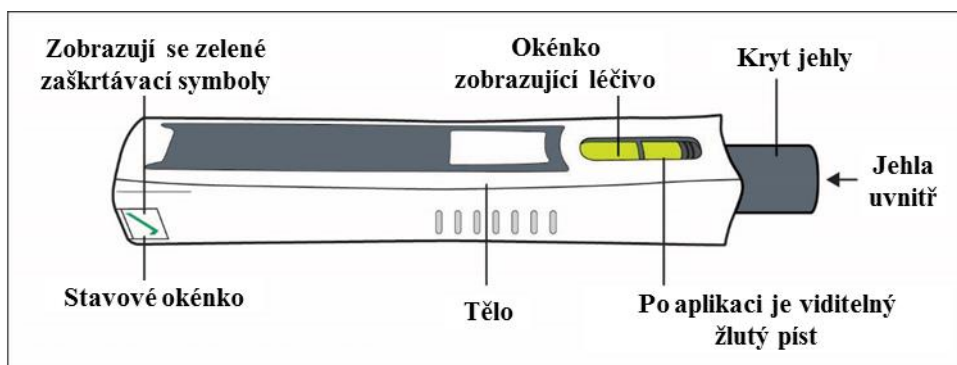 Zobrazují se zelené
zaškrtávací symboly
Okénko
zobrazující léčivo
Kryt jehly
Jehla
uvnitř
Stavové okénko
Tělo
Po aplikaci je viditelný
žlutý píst